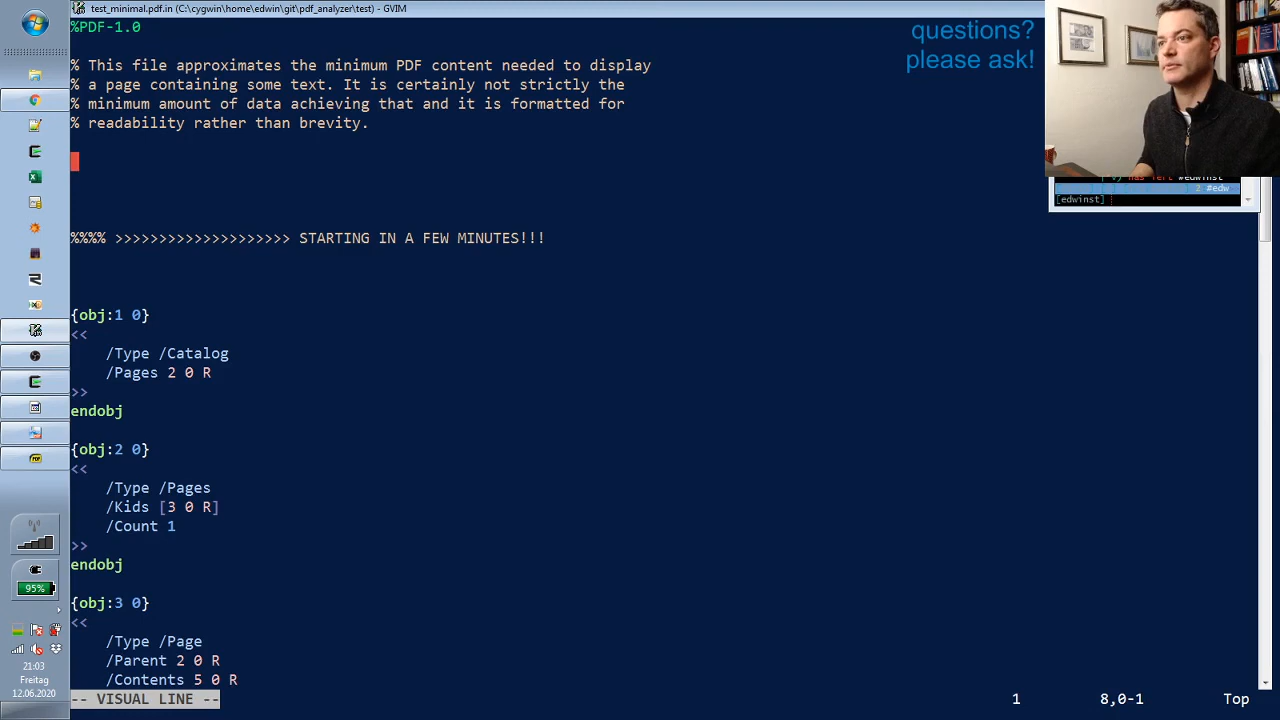 test_minimal.pdf.in (C:\cygwin\home\edwin\git\pdf_analyzer\test) - GVIM
%PDF-1.0
questions?
please ask!
% This file approximates the minimum PDF content needed to display
% a page containing some text. It is certainly not strictly the
% minimum amount of data achieving that and it is formatted for
% readability rather than brevity.
has left #edwinst
2 #edw
[edwinst]
%%%% >>>>>>>>>>>>>>>>>>>> STARTING IN A FEW MINUTES!!!
{obj:1 0}
<<
/Type /Catalog
/Pages 2 0 R
>>
endobj
{obj:2 0}
<<
/Type /Pages
/Kids [3 0 R]
/Count 1
>>
endobj
{obj:3 0}
<<
/Type /Page
/Parent 2 0 R
/Contents 5 0 R
-- VISUAL LINE --
1
8,0-1
Top
95%
21:03
Freitag
12.06.2020